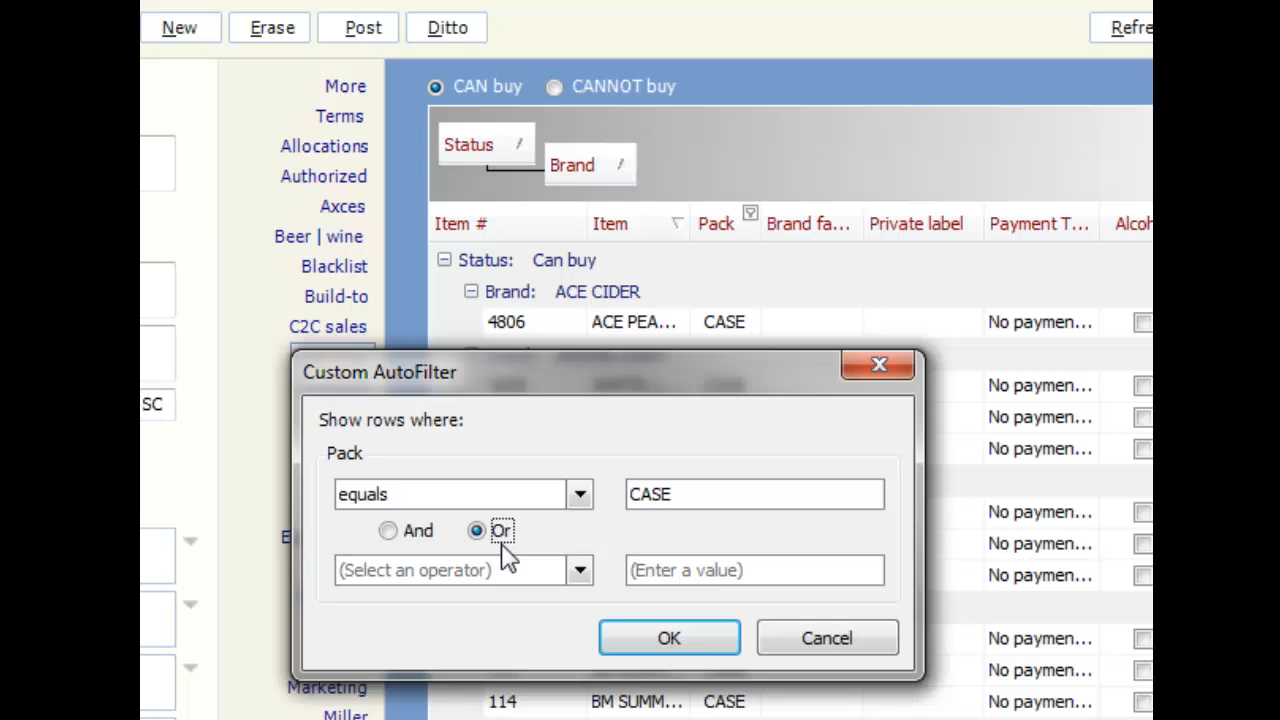 New Erase Post Ditto Refre
More
Terms
Allocations
Authorized
Axces
Beer | wine
Blacklist
Build-to
C2C sales
Marketing
Miller
SC
CAN buy CANNOT buy
Status
Brand
Item # Item Pack Brand fa... Private label Payment T... Alcoh
Status: Can buy
Brand: ACE CIDER
4806 ACE PEA... CASE No paymen...
No paymen...
No paymen...
No paymen...
No paymen...
No paymen...
No paymen...
No paymen...
No paymen...
114 BM SUMM... CASE No paymen...
Custom AutoFilter
Show rows where:
Pack
equals CASE
And Or
(Select an operator) (Enter a value)
OK Cancel